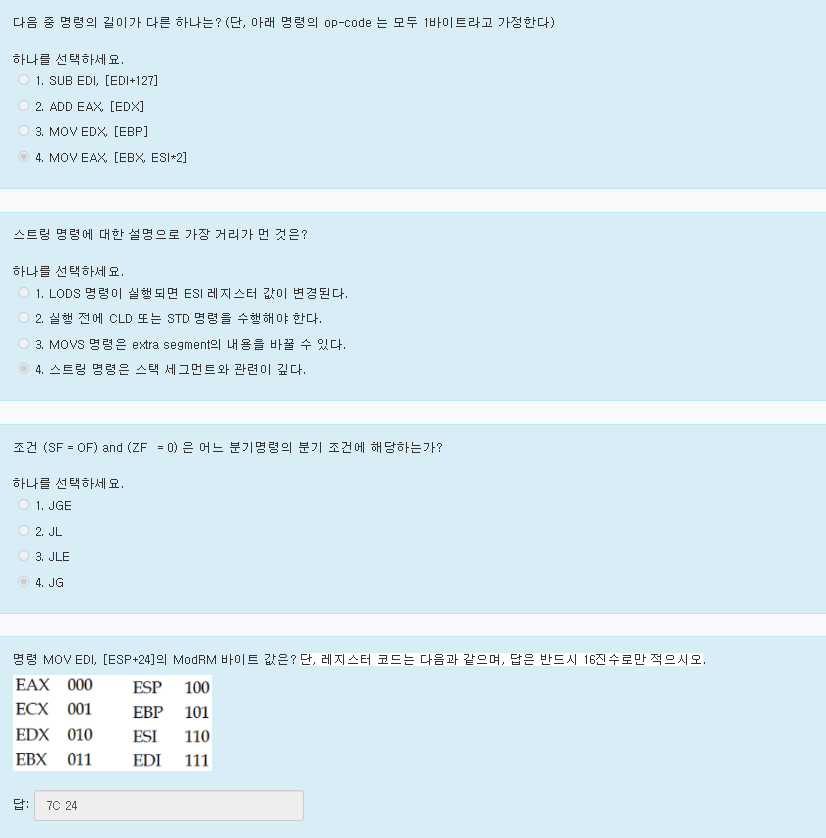 다음 중 명령의 길이가 다른 하나는? (단, 아래 명령의 op-code 는 모두 1바이트라고 가정한다)
하나를 선택하세요.
1. SUB EDI, [EDI+127]
2. ADD EAX, [EDX]
3. MOV EDX, [EBP]
4. MOV EAX, [EBX, ESI*2]
스트링 명령에 대한 설명으로 가장 거리가 먼 것은?
하나를 선택하세요.
1. LODS 명령이 실행되면 ESI 레지스터 값이 변경된다.
2. 실행 전에 CLD 또는 STD 명령을 수행해야 한다.
3. MOVS 명령은 extra segment의 내용을 바꿀 수 있다.
4. 스트링 명령은 스택 세그먼트와 관련이 깊다.
조건 (SF = OF) and (ZF = 0) 은 어느 분기명령의 분기 조건에 해당하는가?
하나를 선택하세요.
1. JGE
2. JL
3. JLE
4. JG
명령 MOV EDI, [ESP+24]의 ModRM 바이트 값은? 단, 레지스터 코드는 다음과 같으며, 답은 반드시 16진수로만 적으시오.
EAX 000 ESP 100
ECX 001 EBP 101
EDX 010 ESI 110
EBX 011 EDI 111
답: 7C 24